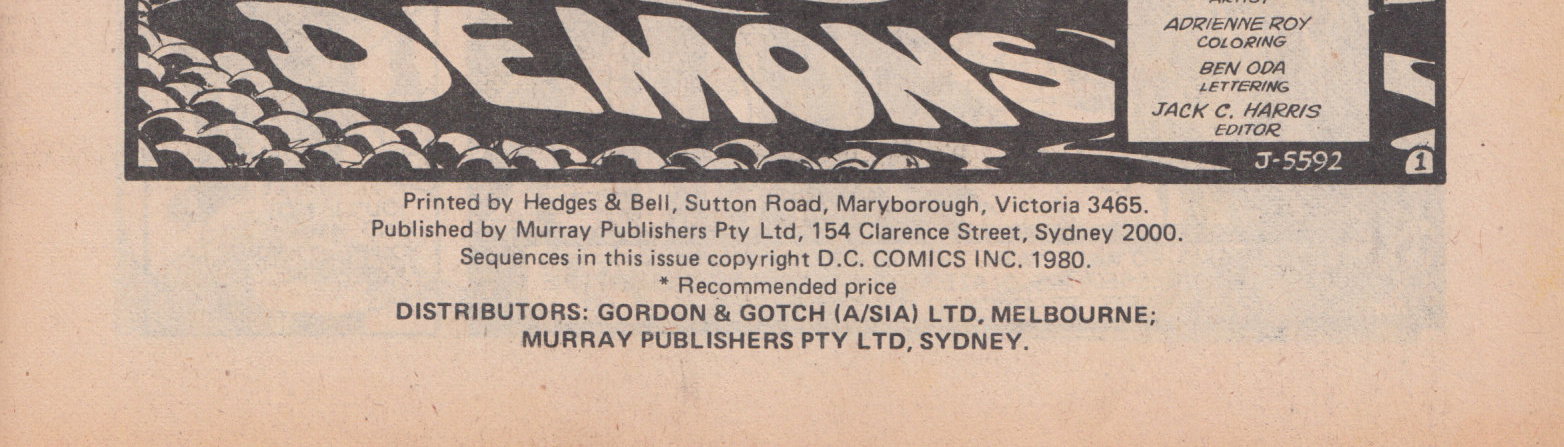 DEMONS
ARTIST
ADRIENNE ROY
COLORING
BEN ODA
LETTERING
JACK C. HARRIS
EDITOR
J-5592
1
Printed by Hedges & Bell, Sutton Road, Maryborough, Victoria 3465.
Published by Murray Publishers Pty Ltd, 154 Clarence Street, Sydney 2000.
Sequences in this issue copyright D.C. COMICS INC. 1980.
* Recommended price
DISTRIBUTORS: GORDON & GOTCH (A/SIA) LTD, MELBOURNE;
MURRAY PUBLISHERS PTY LTD, SYDNEY.